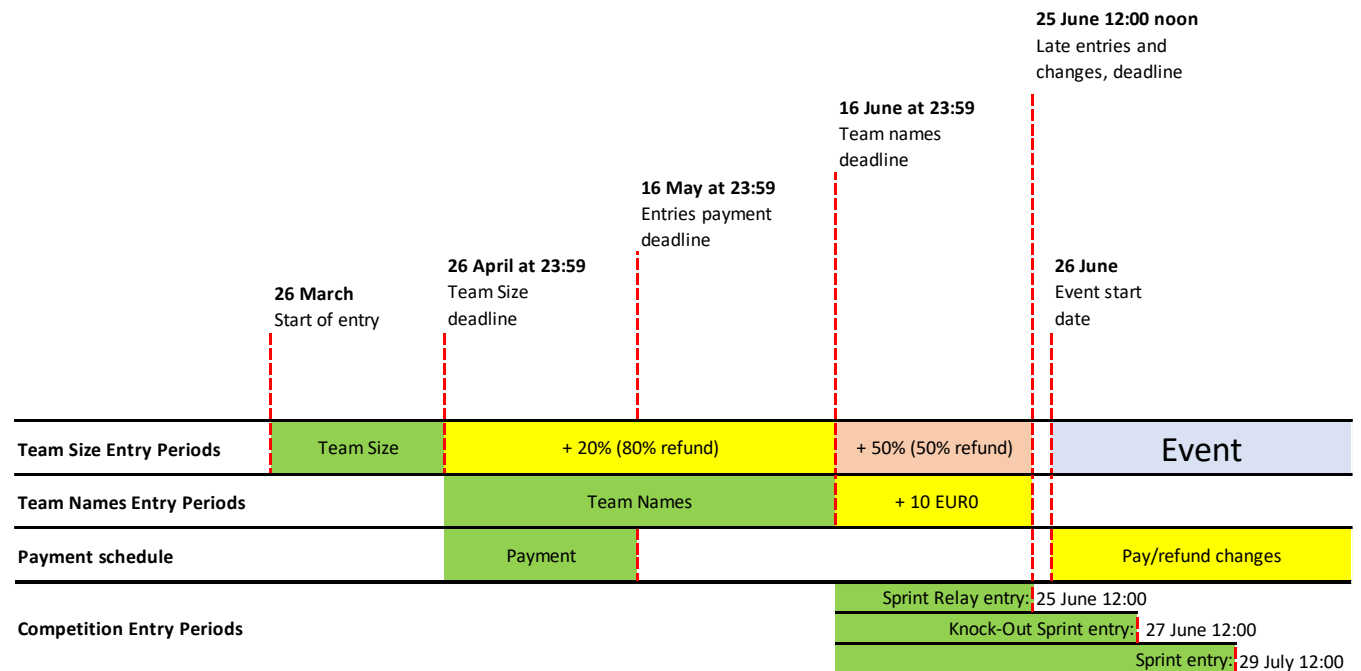 25 June 12:00 noon
Late entries and
changes, deadline
16 June at 23:59
Team names
deadline
16 May at 23:59
Entries payment
deadline
26 April at 23:59
Team Size
deadline
26 June
Event start
date
26 March
Start of entry
Team Size Entry Periods
Team Size
+ 20% (80% refund)
+ 50% (50% refund)
Event
Team Names Entry Periods
Team Names
+ 10 EUR0
Payment schedule
Payment
Pay/refund changes
Competition Entry Periods
Sprint Relay entry: 25 June 12:00
Knock-Out Sprint entry: 27 June 12:00
Sprint entry: 29 July 12:00